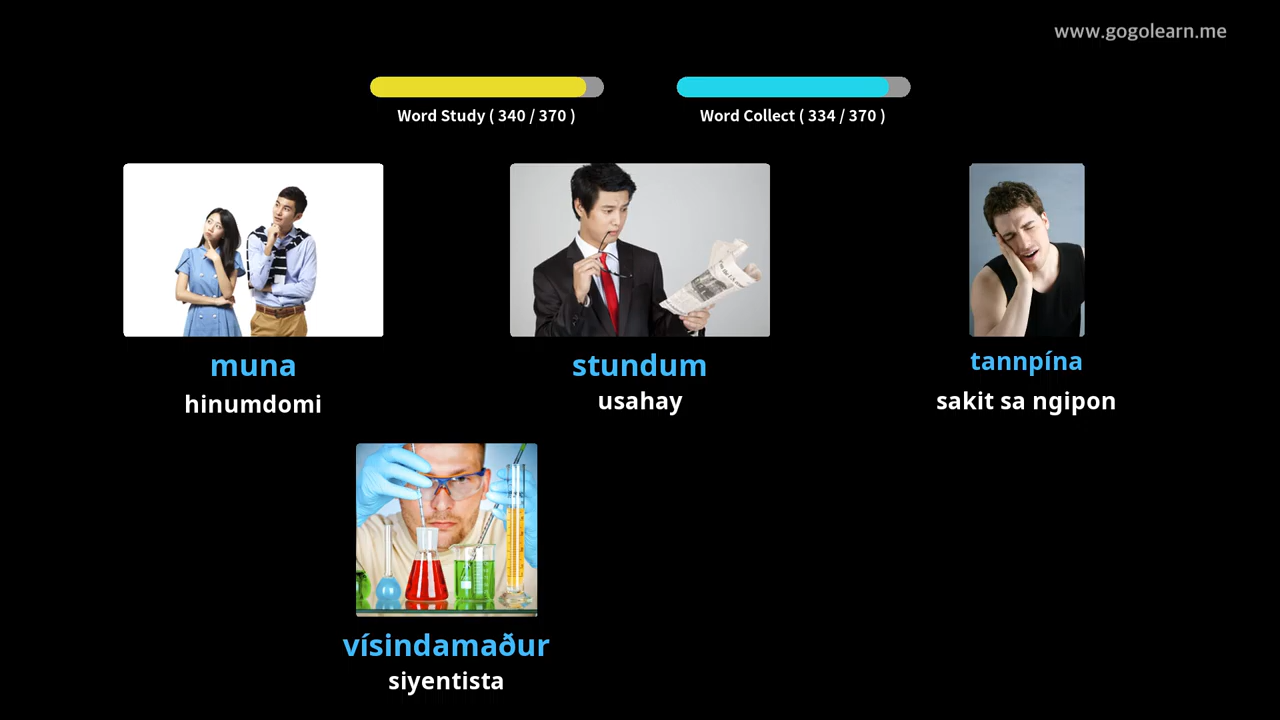 www.gogolearn.me
Word Study ( 340 / 370 )
Word Collect ( 334 / 370 )
muna
hinumdomi
stundum
usahay
tannpína
sakit sa ngipon
vísindamaður
siyentista